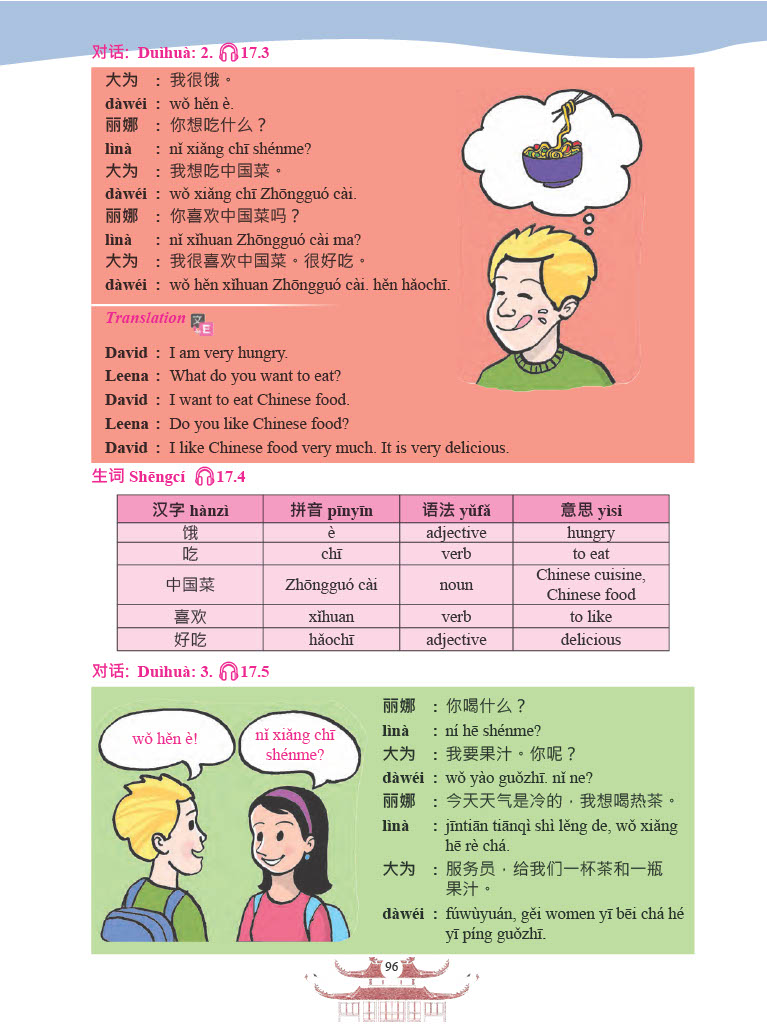 对话: Duìhuà: 2. 17.3
大为 : 我很饿。
dàwéi : wǒ hěn è.
丽娜 : 你想吃什么？
lìnà : nǐ xiǎng chī shénme?
大为 : 我想吃中国菜。
dàwéi : wǒ xiǎng chī Zhōngguó cài.
丽娜 : 你喜欢中国菜吗？
lìnà : nǐ xǐhuan Zhōngguó cài ma?
大为 : 我很喜欢中国菜。很好吃。
dàwéi : wǒ hěn xǐhuan Zhōngguó cài. hěn hǎochī.
Translation 文 E
David : I am very hungry.
Leena : What do you want to eat?
David : I want to eat Chinese food.
Leena : Do you like Chinese food?
David : I like Chinese food very much. It is very delicious.
生词 Shēngcí 17.4
汉字 hànzì 拼音 pīnyīn 语法 yǔfǎ 意思 yìsi
饿 è adjective hungry
吃 chī verb to eat
中国菜 Zhōngguó cài noun Chinese cuisine,
Chinese food
喜欢 xǐhuan verb to like
好吃 hǎochī adjective delicious
对话: Duìhuà: 3. 17.5
wǒ hěn è!
nǐ xiǎng chī
shénme?
丽娜 : 你喝什么？
lìnà : ní hē shénme?
大为 : 我要果汁。你呢？
dàwéi : wǒ yào guǒzhī. nǐ ne?
丽娜 : 今天天气是冷的，我想喝热茶。
lìnà : jīntiān tiānqì shì lěng de, wǒ xiǎng
hē rè chá.
大为 : 服务员，给我们一杯茶和一瓶
果汁。
dàwéi : fúwùyuán, gěi women yī bēi chá hé
yī píng guǒzhī.
96